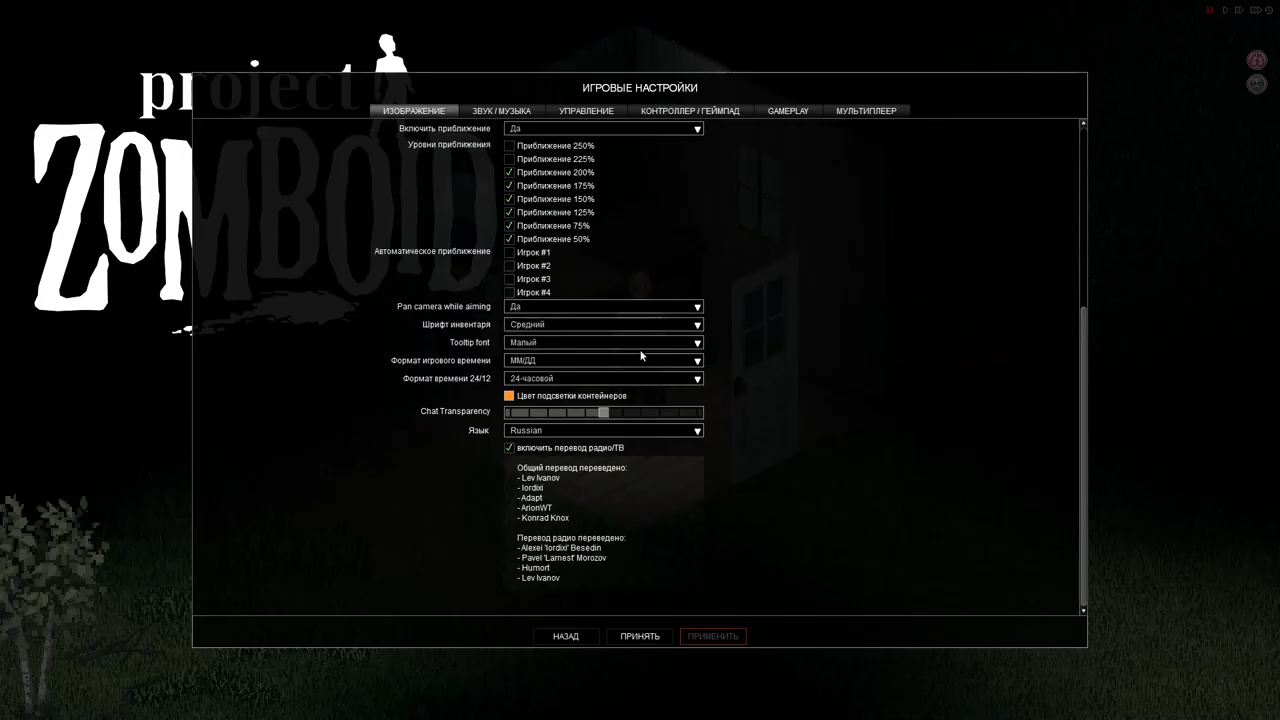 project
ZOMBOID
ИГРОВЫЕ НАСТРОЙКИ
ИЗОБРАЖЕНИЕ
ЗВУК / МУЗЫКА
УПРАВЛЕНИЕ
КОНТРОЛЛЕР / ГЕЙМПАД
GAMEPLAY
МУЛЬТИПЛЕЕР
Включить приближение Да
Уровни приближения Приближение 250%
Приближение 225%
Приближение 200%
Приближение 175%
Приближение 150%
Приближение 125%
Приближение 75%
Приближение 50%
Автоматическое приближение Игрок #1
Игрок #2
Игрок #3
Игрок #4
Pan camera while aiming Да
Шрифт инвентаря Средний
Tooltip font Малый
Формат игрового времени ММ/ДД
Формат времени 24/12 24-часовой
Цвет подсветки контейнеров
Chat Transparency
Язык Russian
включить перевод радио/ТВ
Общий перевод переведено:
- Lev Ivanov
- Iordixi
- Adapt
- ArionWT
- Konrad Knox
Перевод радио переведено:
- Alexei 'Iordixi' Besedin
- Pavel 'Larnest' Morozov
- Humort
- Lev Ivanov
НАЗАД
ПРИНЯТЬ
ПРИМЕНИТЬ